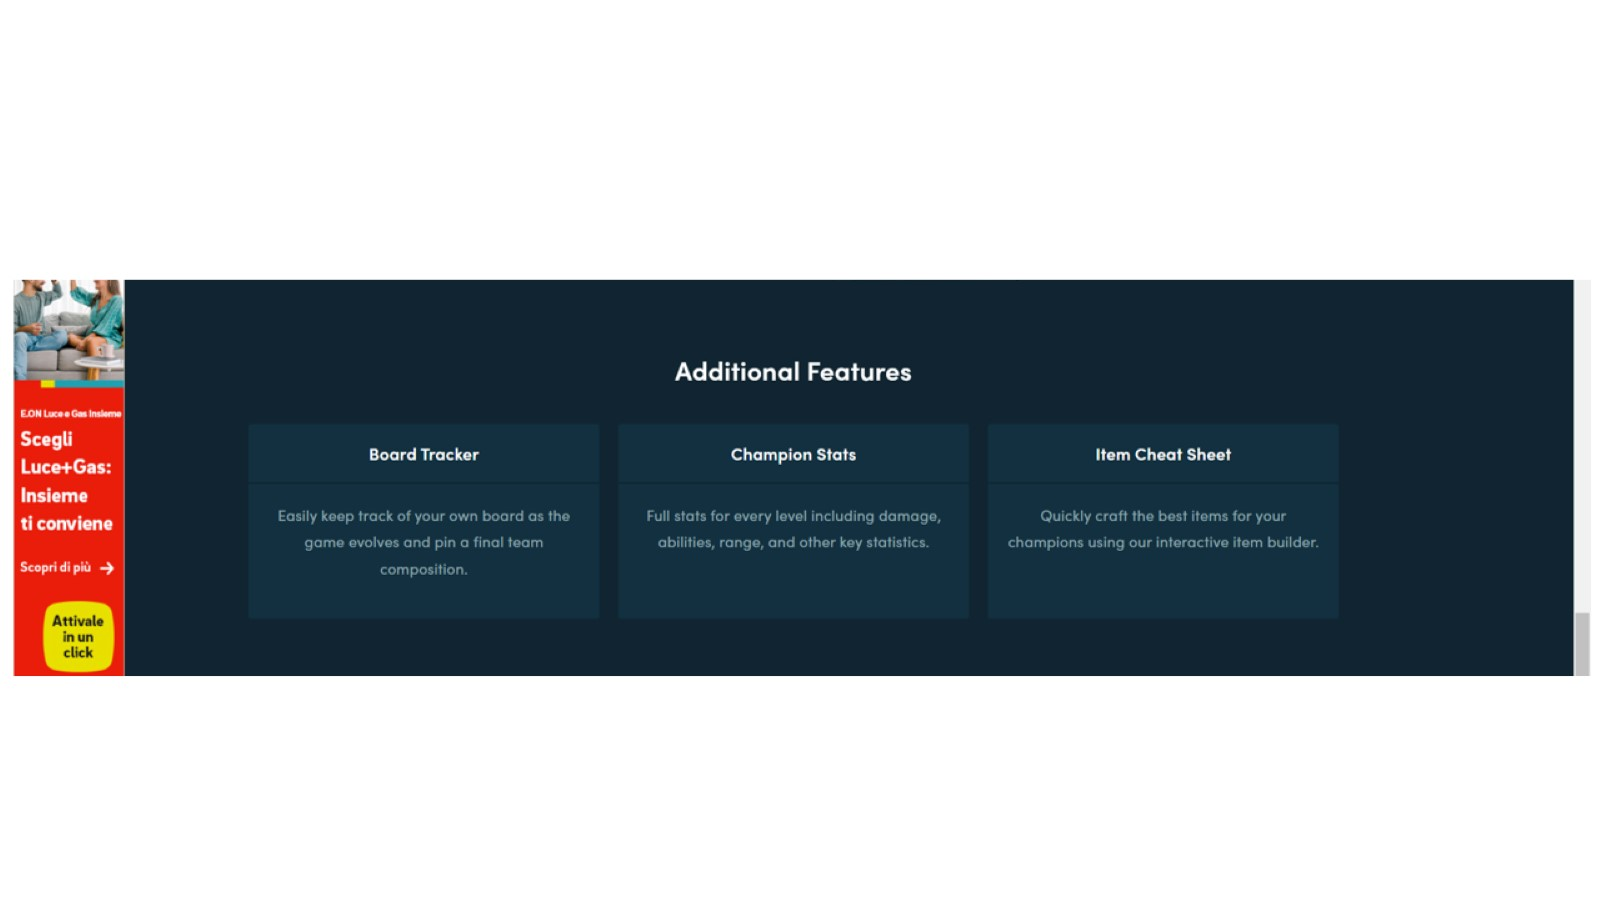 E.ON Luce e Gas Insieme
Scegli
Luce+Gas:
Insieme
ti conviene
Scopri di più →
Attivale
in un
click
Additional Features
Board Tracker
Easily keep track of your own board as the
game evolves and pin a final team
composition.
Champion Stats
Full stats for every level including damage,
abilities, range, and other key statistics.
Item Cheat Sheet
Quickly craft the best items for your
champions using our interactive item builder.